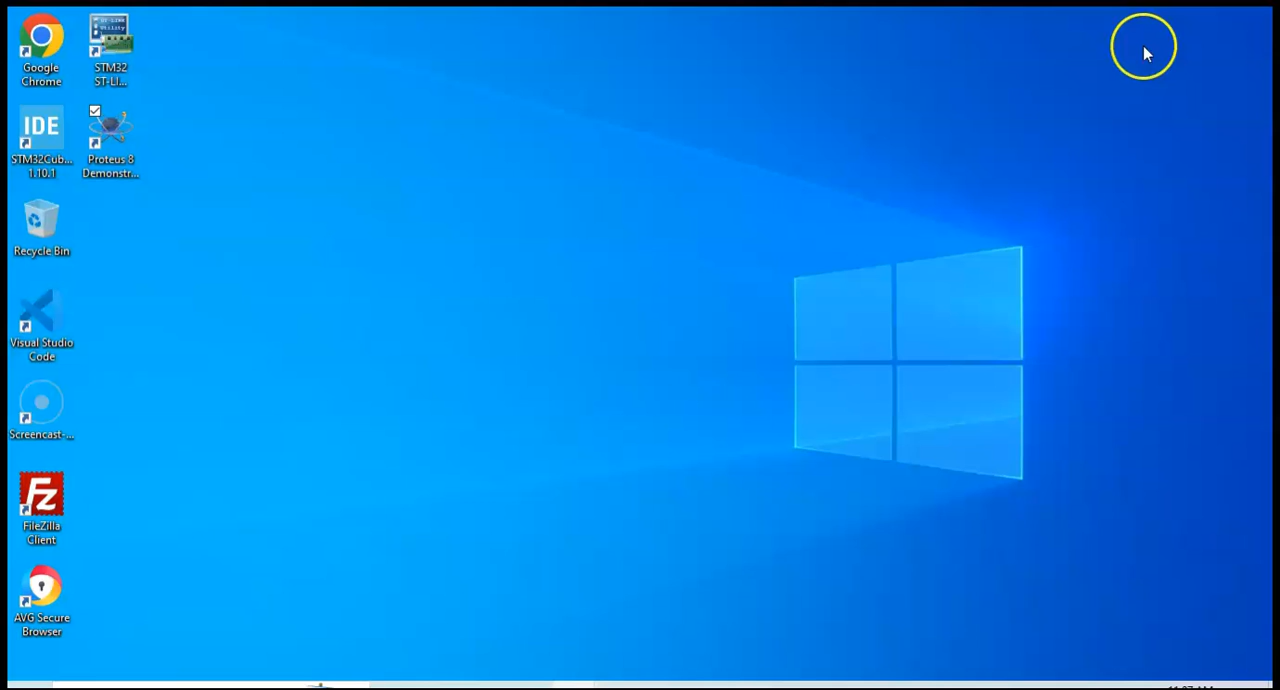 Google
Chrome
STM32
ST-LI...
IDE
STM32Cub...
1.10.1
Proteus 8
Demonstr...
Recycle Bin
Visual Studio
Code
Screencast-...
Fz
FileZilla
Client
AVG Secure
Browser